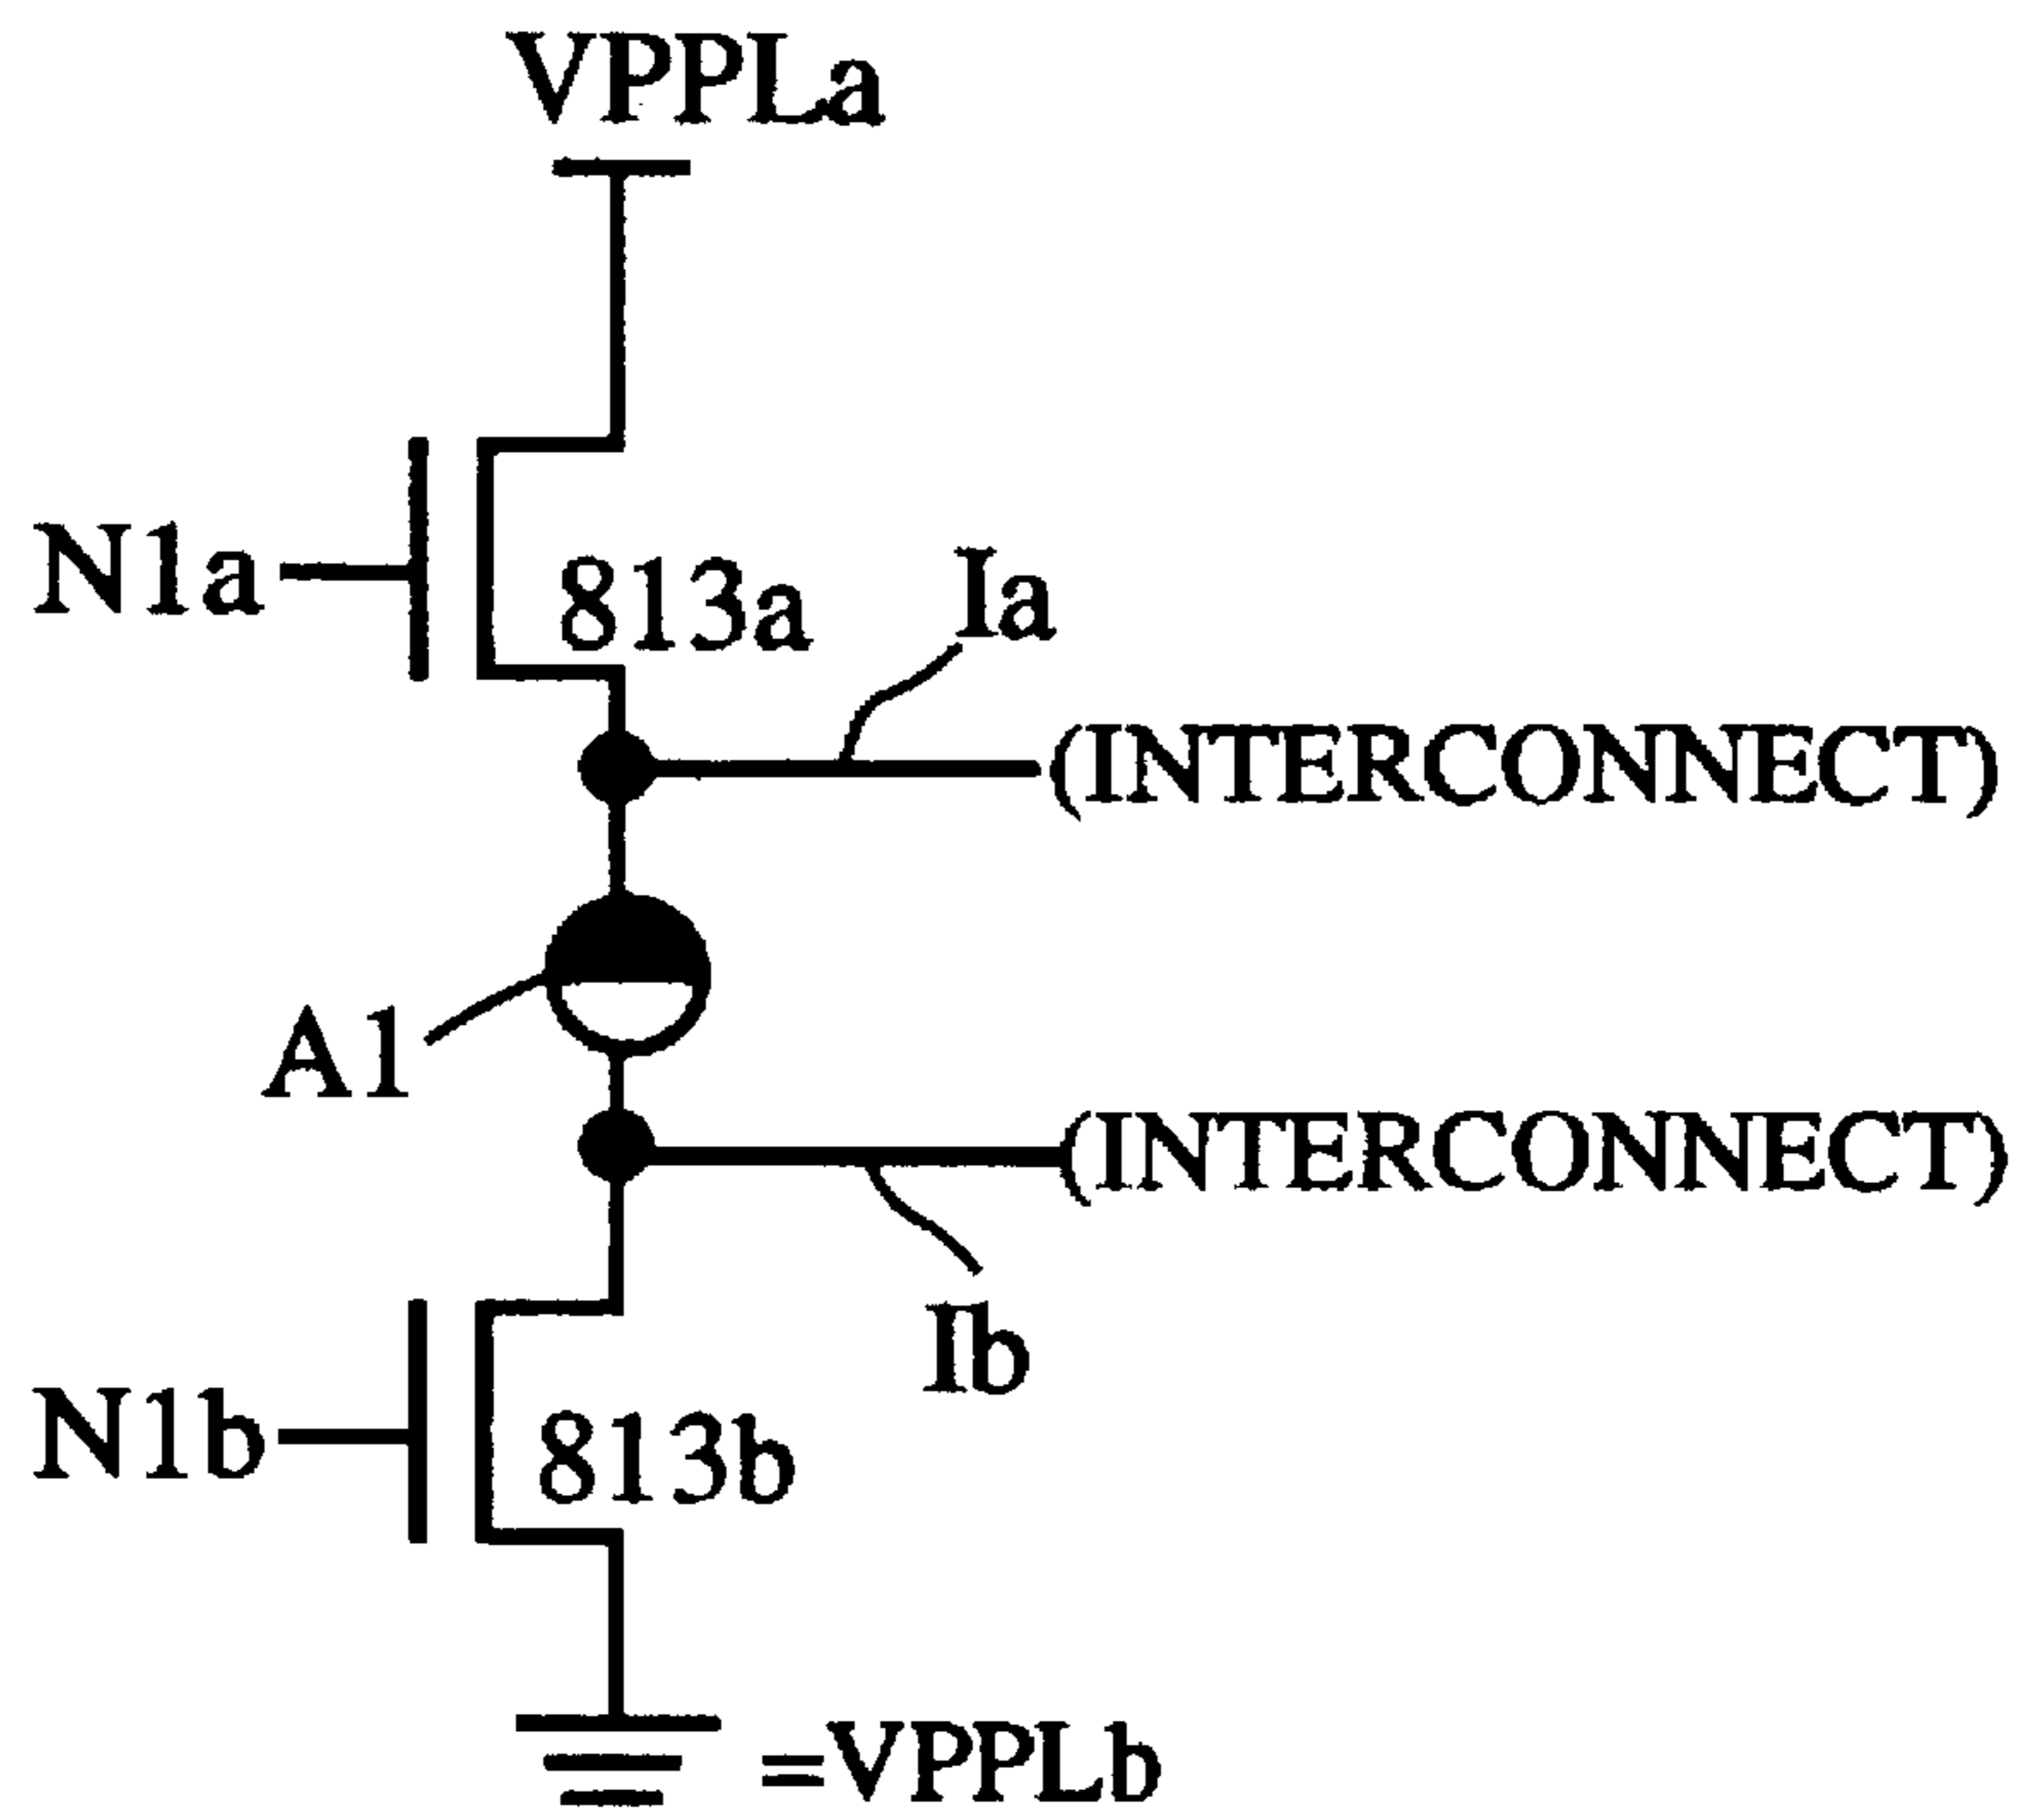 VPPLa
N1a
813a
Ia
(INTERCONNECT)
A1
(INTERCONNECT)
Ib
N1b
813b
=VPPLb